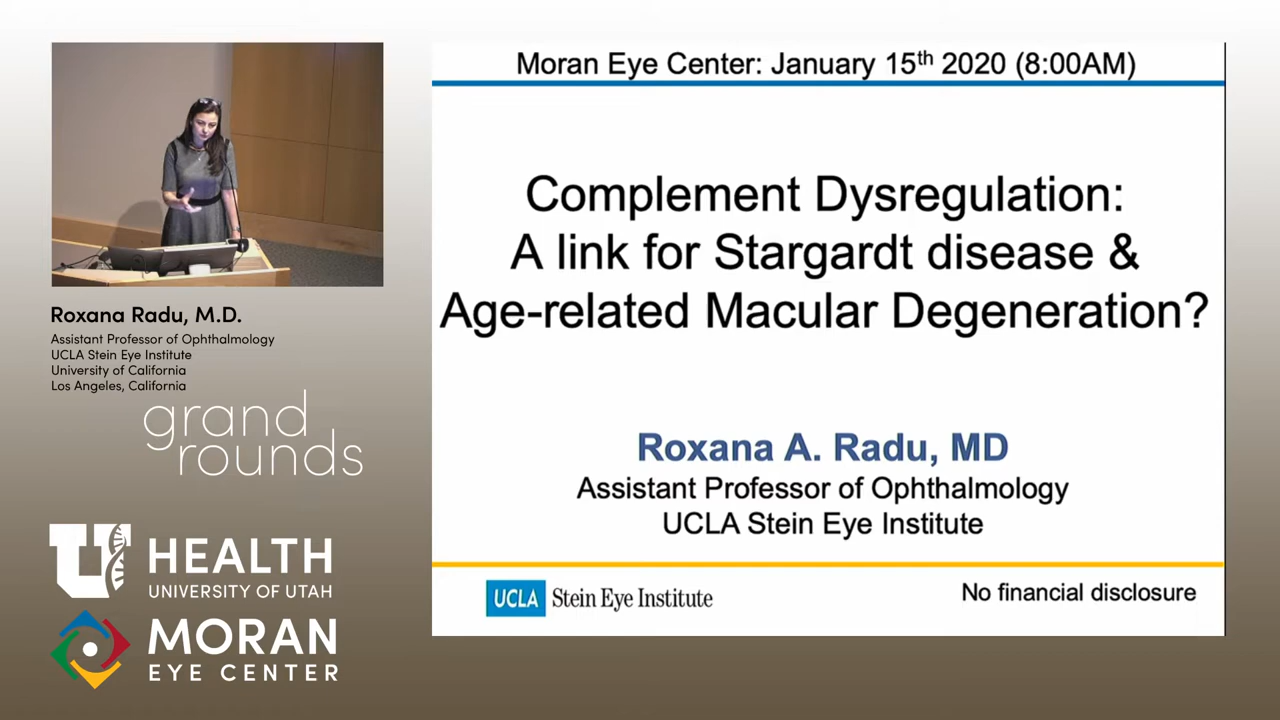 Roxana Radu, M.D.
Assistant Professor of Ophthalmology
UCLA Stein Eye Institute
University of California
Los Angeles, California
grand
rounds
U HEALTH
UNIVERSITY OF UTAH
MORAN
EYE CENTER
Moran Eye Center: January 15th 2020 (8:00AM)
Complement Dysregulation:
A link for Stargardt disease &
Age-related Macular Degeneration?
Roxana A. Radu, MD
Assistant Professor of Ophthalmology
UCLA Stein Eye Institute
UCLA Stein Eye Institute
No financial disclosure